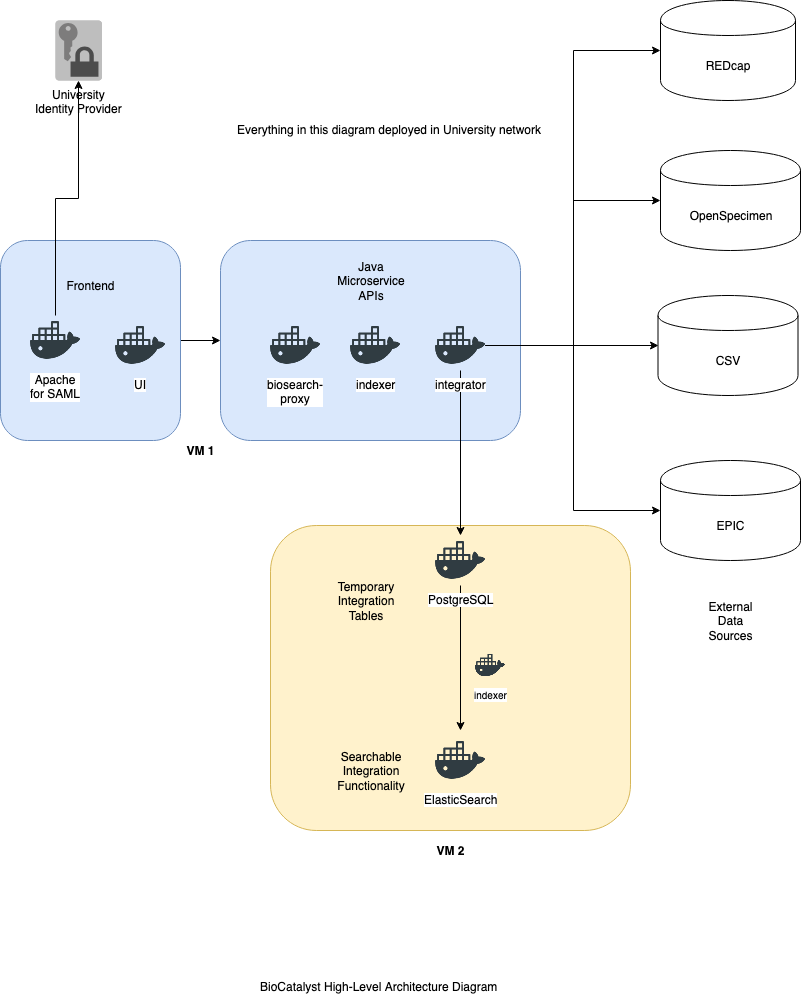 University
Identity Provider
Everything in this diagram deployed in University network
REDcap
OpenSpecimen
Frontend
Apache
for SAML
UI
Java
Microservice
APIs
biosearch-
proxy
indexer
integrator
CSV
VM 1
EPIC
External
Data
Sources
Temporary
Integration
Tables
PostgreSQL
indexer
Searchable
Integration
Functionality
ElasticSearch
VM 2
BioCatalyst High-Level Architecture Diagram